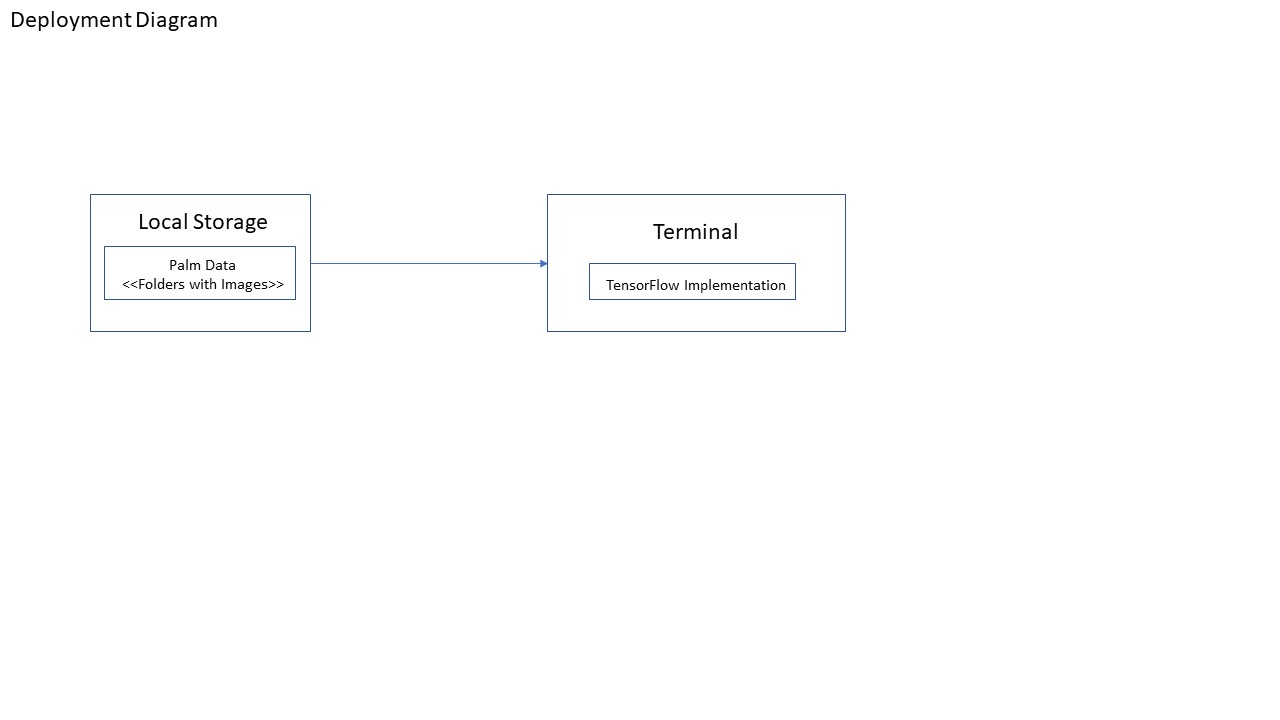 Deployment Diagram
Local Storage
Palm Data
<<Folders with Images>>
Terminal
TensorFlow Implementation